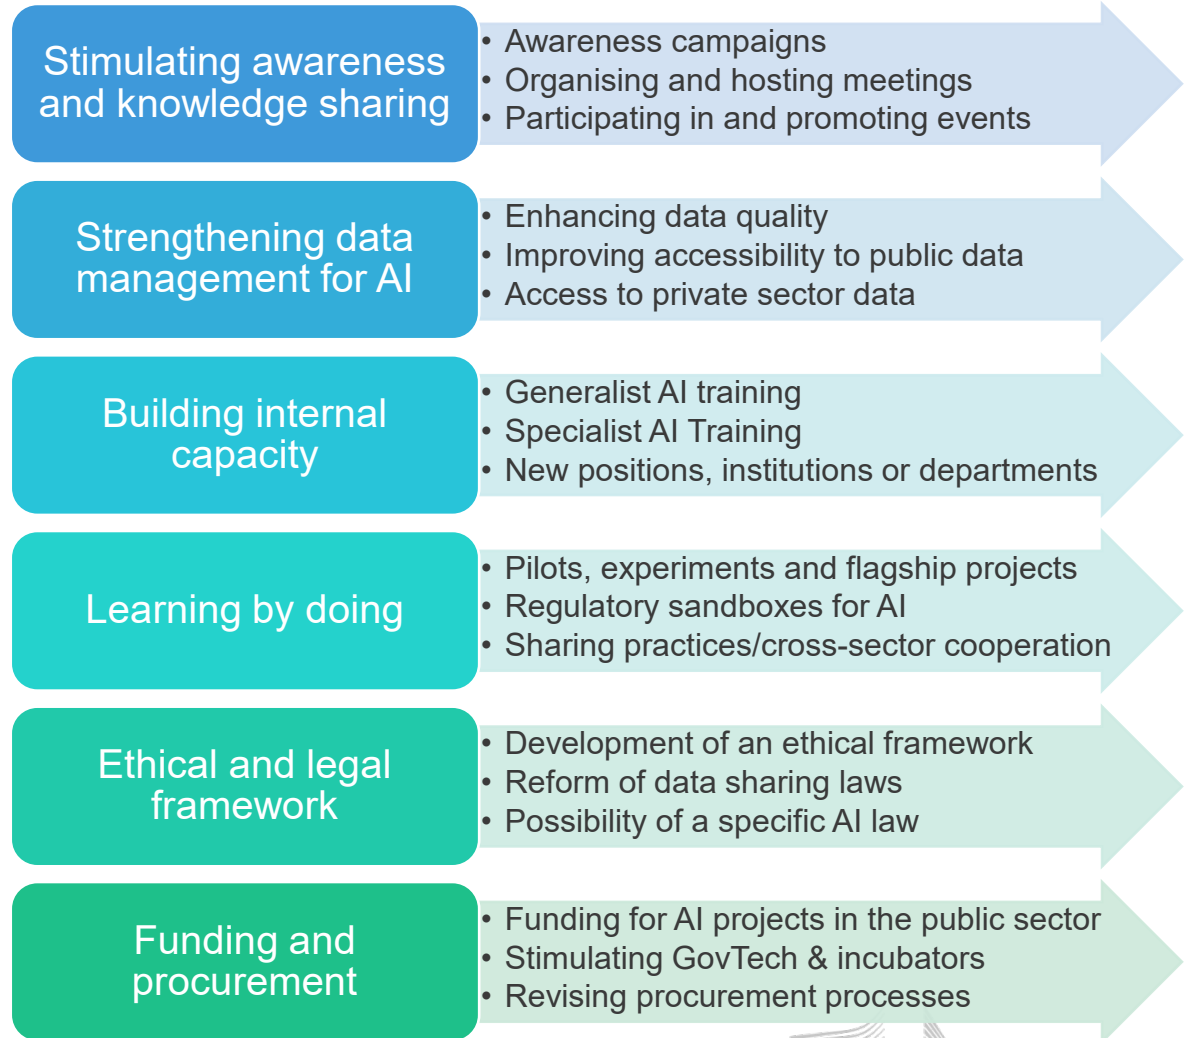 Stimulating awareness
and knowledge sharing
• Awareness campaigns
• Organising and hosting meetings
• Participating in and promoting events
Strengthening data
management for AI
• Enhancing data quality
• Improving accessibility to public data
• Access to private sector data
Building internal
capacity
• Generalist AI training
• Specialist AI Training
• New positions, institutions or departments
Learning by doing
• Pilots, experiments and flagship projects
• Regulatory sandboxes for AI
• Sharing practices/cross-sector cooperation
Ethical and legal
framework
• Development of an ethical framework
• Reform of data sharing laws
• Possibility of a specific AI law
Funding and
procurement
• Funding for AI projects in the public sector
• Stimulating GovTech & incubators
• Revising procurement processes